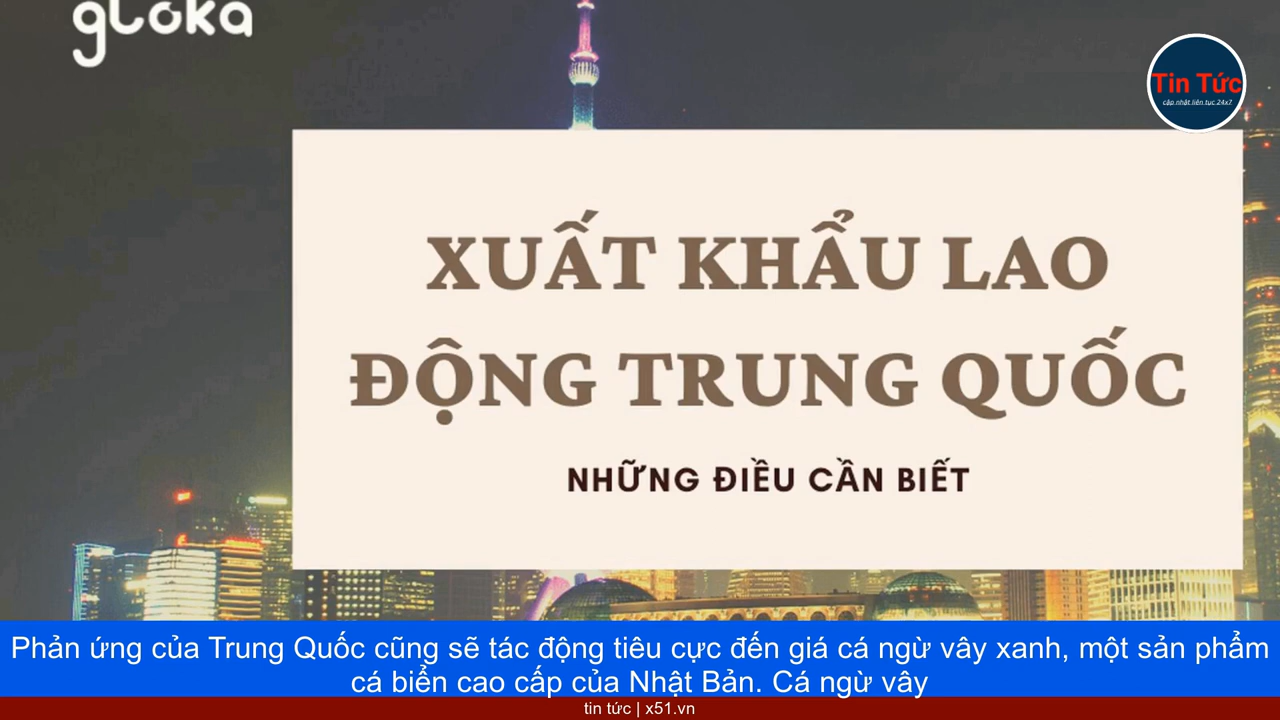 gloka
Tin Tức
cập nhật liên tục 24x7
XUẤT KHẨU LAO
ĐỘNG TRUNG QUỐC
NHỮNG ĐIỀU CẦN BIẾT
Phản ứng của Trung Quốc cũng sẽ tác động tiêu cực đến giá cá ngừ vây xanh, một sản phẩm
cá biển cao cấp của Nhật Bản. Cá ngừ vây
tin tức | x51.vn